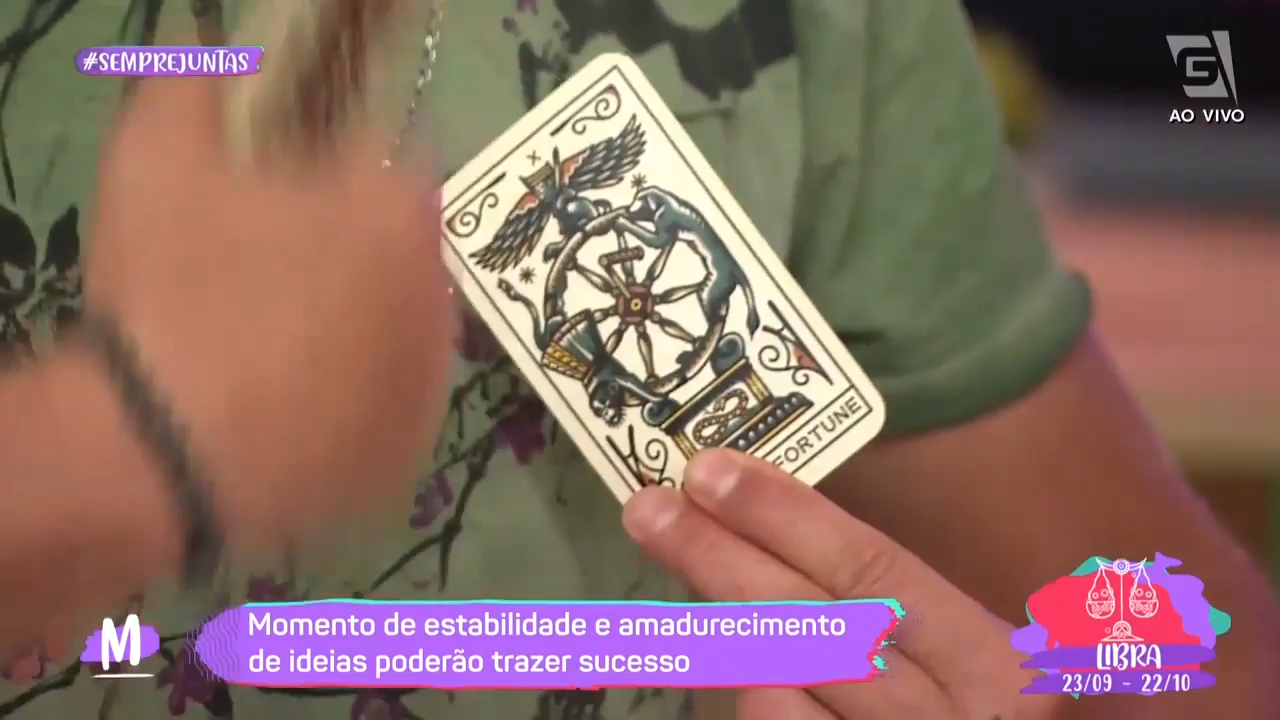 #SEMPREJUNTAS
G
AO VIVO
FORTUNE
M
Momento de estabilidade e amadurecimento
de ideias poderão trazer sucesso
LIBRA
23/09 - 22/10